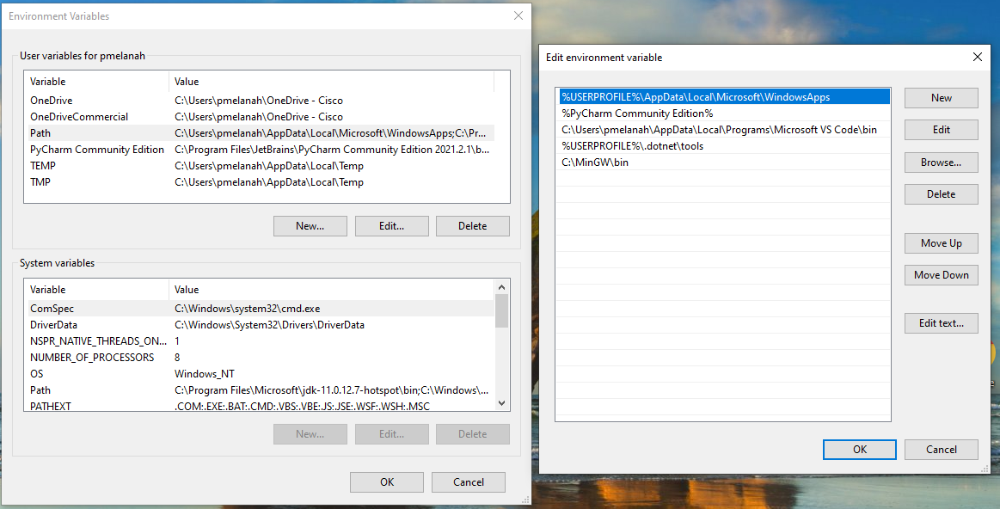 Environment Variables
User variables for pmelanah
Variable Value
OneDrive C:\Users\pmelanah\OneDrive - Cisco
OneDriveCommercial C:\Users\pmelanah\OneDrive - Cisco
Path C:\Users\pmelanah\AppData\Local\Microsoft\WindowsApps;C:\Pr...
PyCharm Community Edition C:\Program Files\JetBrains\PyCharm Community Edition 2021.2.1\b...
TEMP C:\Users\pmelanah\AppData\Local\Temp
TMP C:\Users\pmelanah\AppData\Local\Temp
New... Edit... Delete
System variables
Variable Value
ComSpec C:\Windows\system32\cmd.exe
DriverData C:\Windows\System32\Drivers\DriverData
NSPR_NATIVE_THREADS_ON... 1
NUMBER_OF_PROCESSORS 8
OS Windows_NT
Path C:\Program Files\Microsoft\jdk-11.0.12.7-hotspot\bin;C:\Windows\...
PATHEXT .COM;.EXE;.BAT;.CMD;.VBS;.VBE;.JS;.JSE;.WSF;.WSH;.MSC
New... Edit... Delete
OK Cancel
Edit environment variable
%USERPROFILE%\AppData\Local\Microsoft\WindowsApps
%PyCharm Community Edition%
C:\Users\pmelanah\AppData\Local\Programs\Microsoft VS Code\bin
%USERPROFILE%\.dotnet\tools
C:\MinGW\bin
New
Edit
Browse...
Delete
Move Up
Move Down
Edit text...
OK Cancel